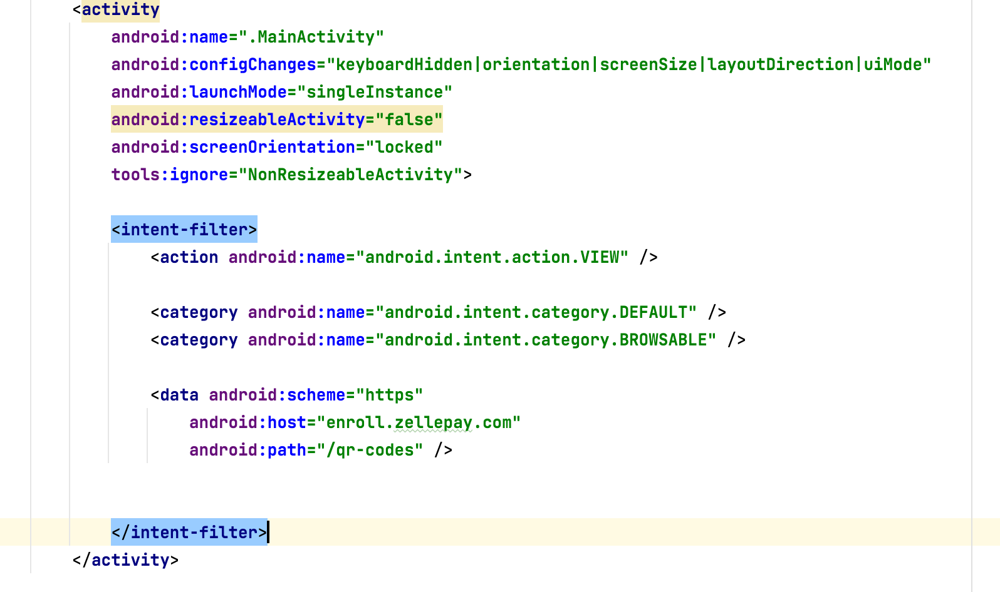 <activity
android:name=".MainActivity"
android:configChanges="keyboardHidden|orientation|screenSize|layoutDirection|uiMode"
android:launchMode="singleInstance"
android:resizeableActivity="false"
android:screenOrientation="locked"
tools:ignore="NonResizeableActivity">
<intent-filter>
<action android:name="android.intent.action.VIEW" />
<category android:name="android.intent.category.DEFAULT" />
<category android:name="android.intent.category.BROWSABLE" />
<data android:scheme="https"
android:host="enroll.zellepay.com"
android:path="/qr-codes" />
</intent-filter>
</activity>